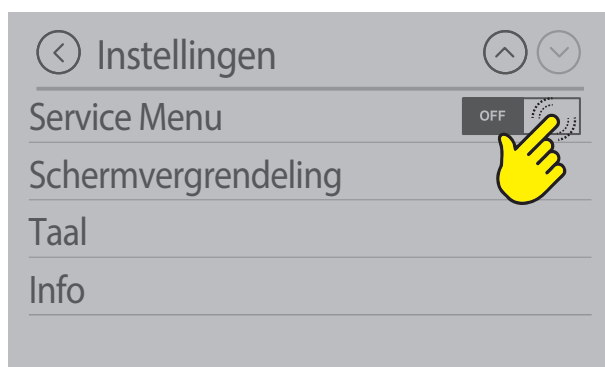 Instellingen
Service Menu OFF
Schermvergrendeling
Taal
Info